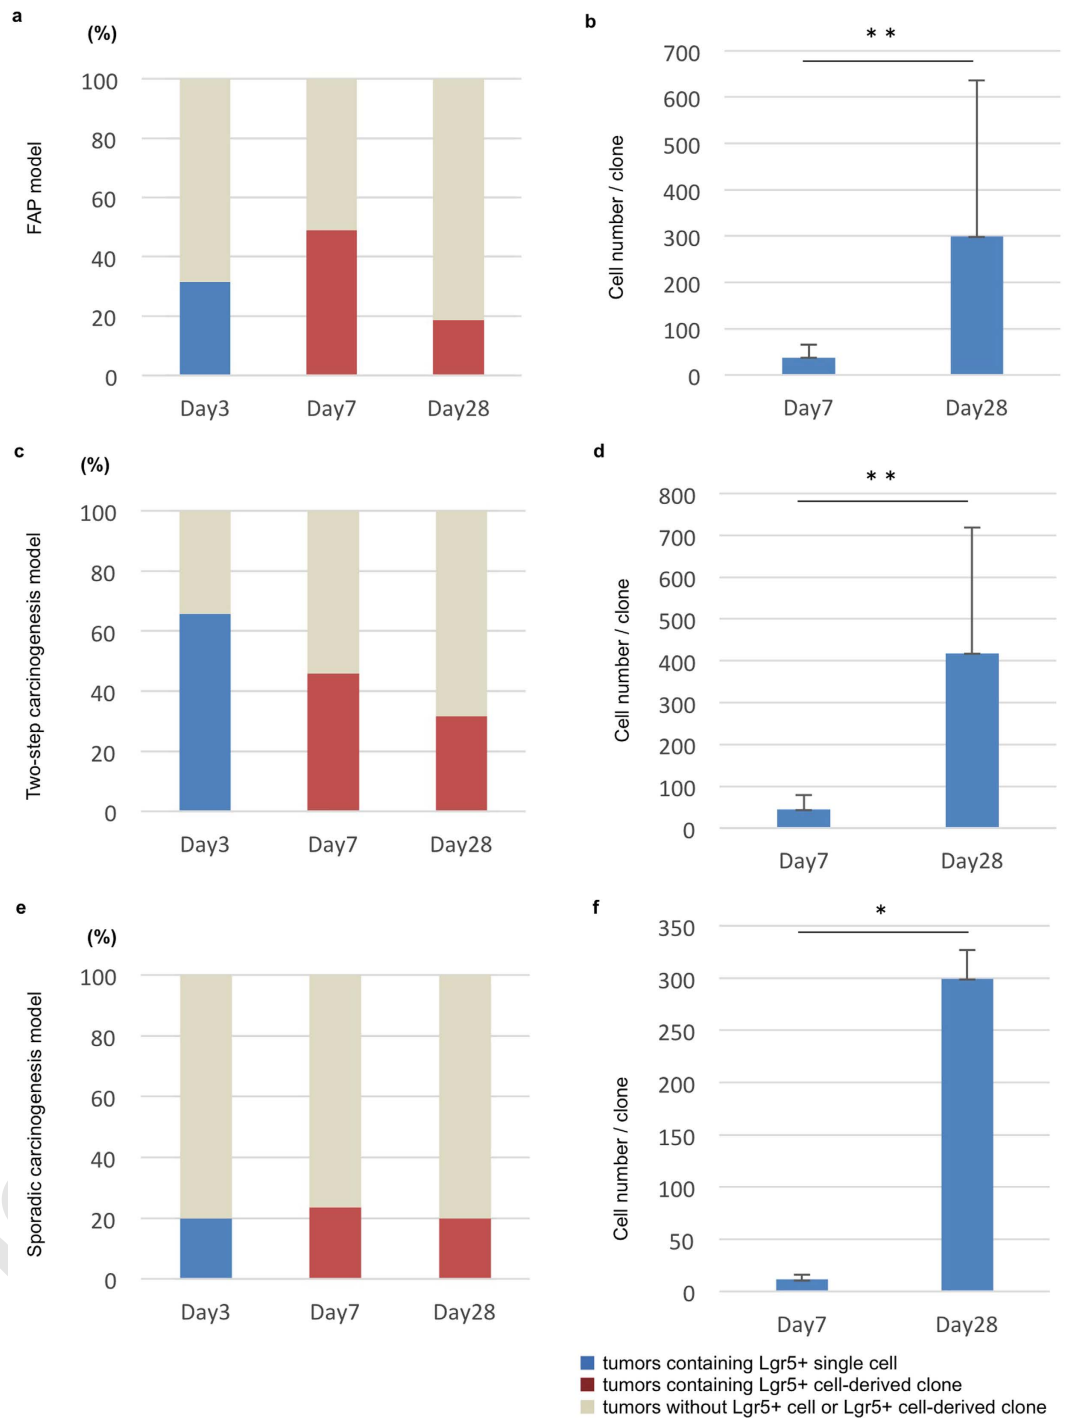 a
(%)
FAP model
100
80
60
40
20
0
Day3 Day7 Day28
b
**
Cell number / clone
700
600
500
400
300
200
100
0
Day7 Day28
c
(%)
Two-step carcinogenesis model
100
80
60
40
20
0
Day3 Day7 Day28
d
**
Cell number / clone
800
700
600
500
400
300
200
100
0
Day7 Day28
e
(%)
Sporadic carcinogenesis model
100
80
60
40
20
0
Day3 Day7 Day28
f
*
Cell number / clone
350
300
250
200
150
100
50
0
Day7 Day28
tumors containing Lgr5+ single cell
tumors containing Lgr5+ cell-derived clone
tumors without Lgr5+ cell or Lgr5+ cell-derived clone